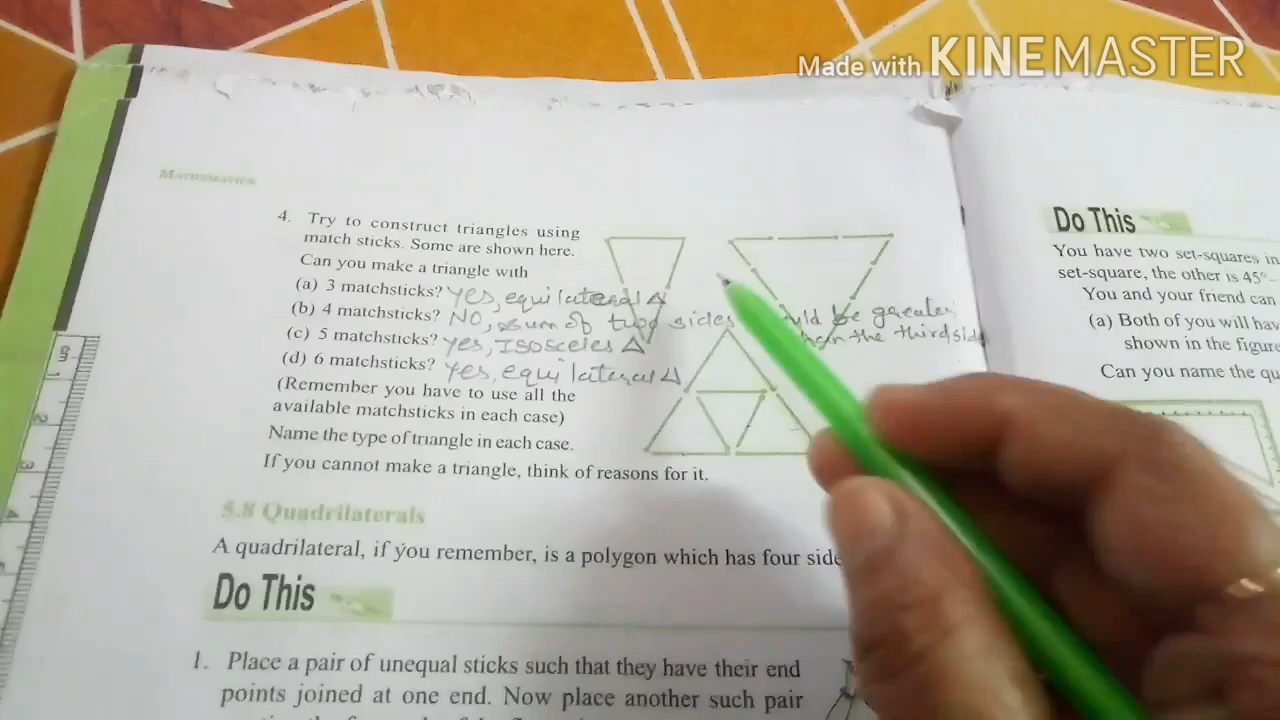 Made with KINEMASTER
MATHEMATICS
4. Try to construct triangles using
match sticks. Some are shown here.
Can you make a triangle with
(a) 3 matchsticks? Yes, equilateral Δ
(b) 4 matchsticks? NO, sum of two sides should be greater
than the third side
(c) 5 matchsticks? Yes, Isosceles Δ
(d) 6 matchsticks? Yes, equilateral Δ
(Remember you have to use all the
available matchsticks in each case)
Name the type of triangle in each case.
If you cannot make a triangle, think of reasons for it.
5.8 Quadrilaterals
A quadrilateral, if you remember, is a polygon which has four side
Do This
1. Place a pair of unequal sticks such that they have their end
points joined at one end. Now place another such pair
Do This
You have two set-squares in
set-square, the other is 45°
You and your friend can
(a) Both of you will hav
shown in the figure
Can you name the qu
cm
2
3
4